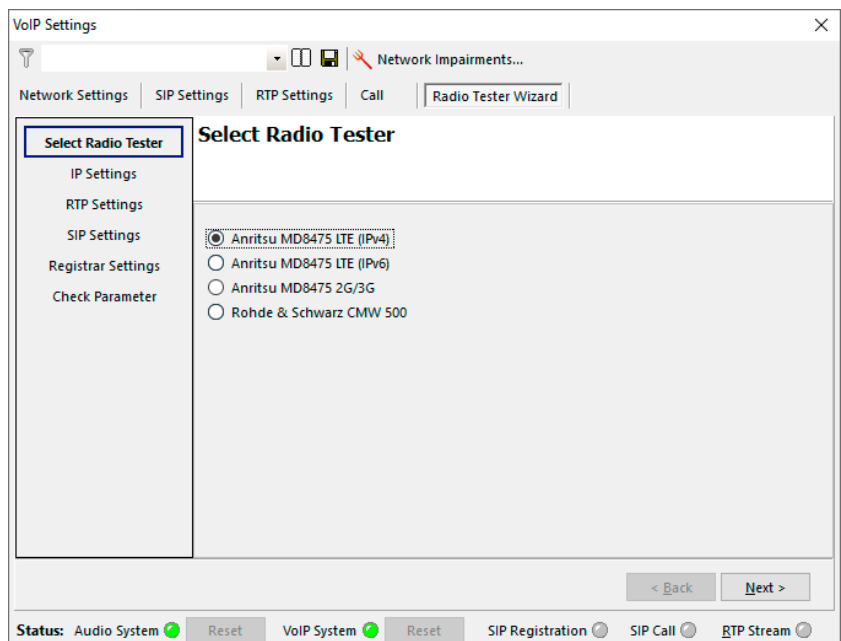 VoIP Settings
Network Impairments...
Network Settings SIP Settings RTP Settings Call Radio Tester Wizard
Select Radio Tester
IP Settings
RTP Settings
SIP Settings
Registrar Settings
Check Parameter
Select Radio Tester
Anritsu MD8475 LTE (IPv4)
Anritsu MD8475 LTE (IPv6)
Anritsu MD8475 2G/3G
Rohde & Schwarz CMW 500
< Back Next >
Status: Audio System Reset VoIP System Reset SIP Registration SIP Call RTP Stream